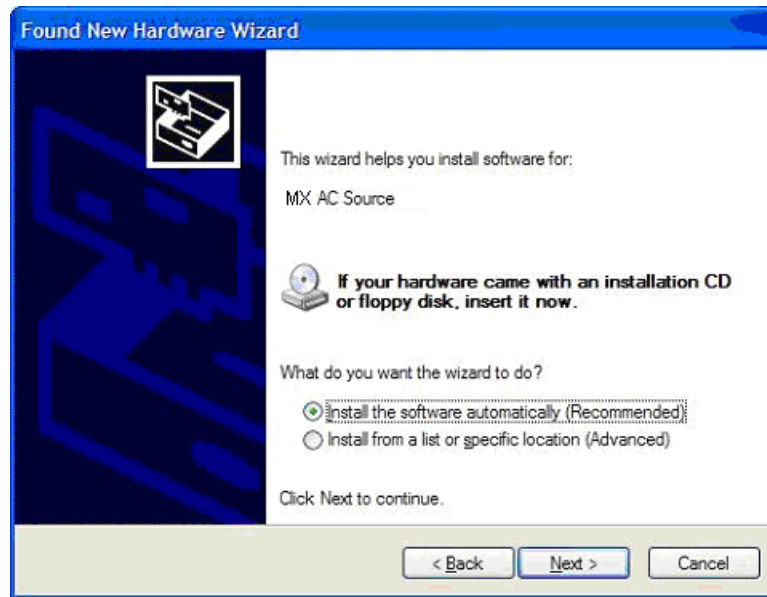 Found New Hardware Wizard
This wizard helps you install software for:
MX AC Source
If your hardware came with an installation CD
or floppy disk, insert it now.
What do you want the wizard to do?
Install the software automatically (Recommended)
Install from a list or specific location (Advanced)
Click Next to continue.
< Back Next > Cancel